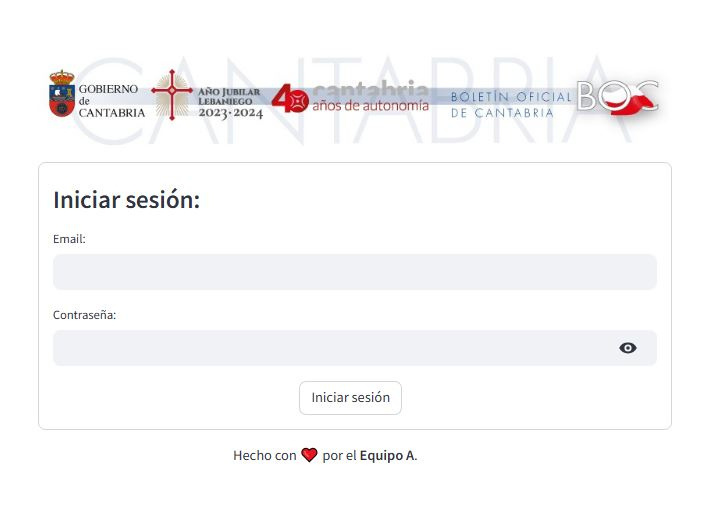 CANTABRIA
GOBIERNO
de
CANTABRIA
AÑO JUBILAR
LEBANIEGO
2023·2024
40 cantabria
años de autonomía
BOLETÍN OFICIAL
DE CANTABRIA
BOC
Iniciar sesión:
Email:
Contraseña:
Iniciar sesión
Hecho con ❤️ por el Equipo A.